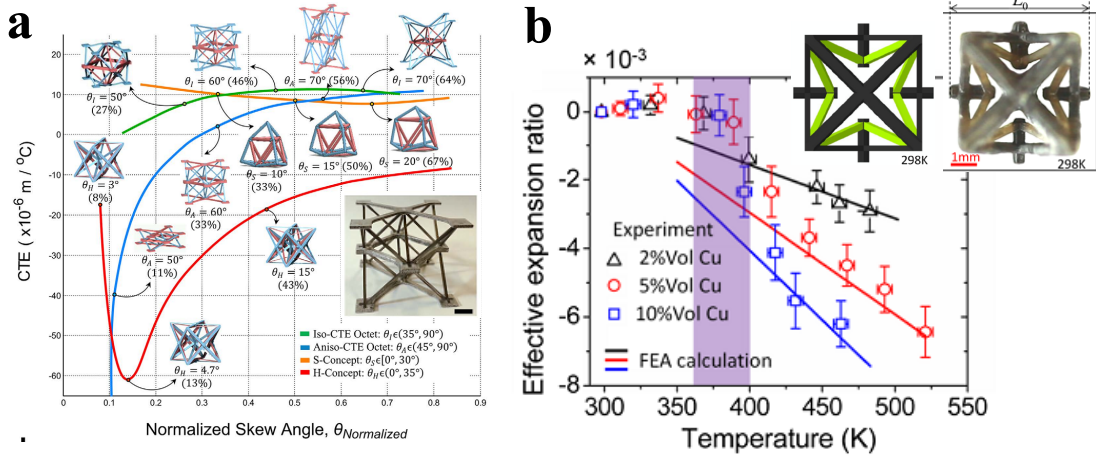 a
CTE ( x10⁻⁶ m / °C)
20
10
0
-10
-20
-30
-40
-50
-60
0
0.1
0.2
0.3
0.4
0.5
0.6
0.7
0.8
0.9
Normalized Skew Angle, θNormalized
θI = 50°
(27%)
θI = 60° (46%)
θA = 70° (56%)
θI = 70° (64%)
θH = 3°
(8%)
θA = 60°
(33%)
θS = 10°
(33%)
θS = 15° (50%)
θS = 20° (67%)
θA = 50°
(11%)
θH = 15°
(43%)
θH = 4.7°
(13%)
Iso-CTE Octet: θI∈(35°, 90°)
Aniso-CTE Octet: θA∈(45°, 90°)
S-Concept: θS∈[0°, 30°)
H-Concept: θH∈(0°, 35°)
b
× 10⁻³
Effective expansion ratio
0
-2
-4
-6
-8
300
350
400
450
500
550
Temperature (K)
Experiment
2%Vol Cu
5%Vol Cu
10%Vol Cu
FEA calculation
298K
L0
1mm
298K